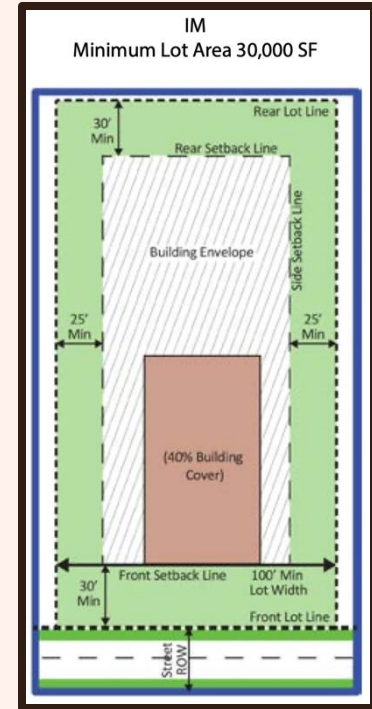 IM
Minimum Lot Area 30,000 SF
Rear Lot Line
30'
Min
Rear Setback Line
Side Setback Line
Building Envelope
25'
Min
25'
Min
(40% Building
Cover)
Front Setback Line
100' Min
Lot Width
30'
Min
Front Lot Line
Street
ROW